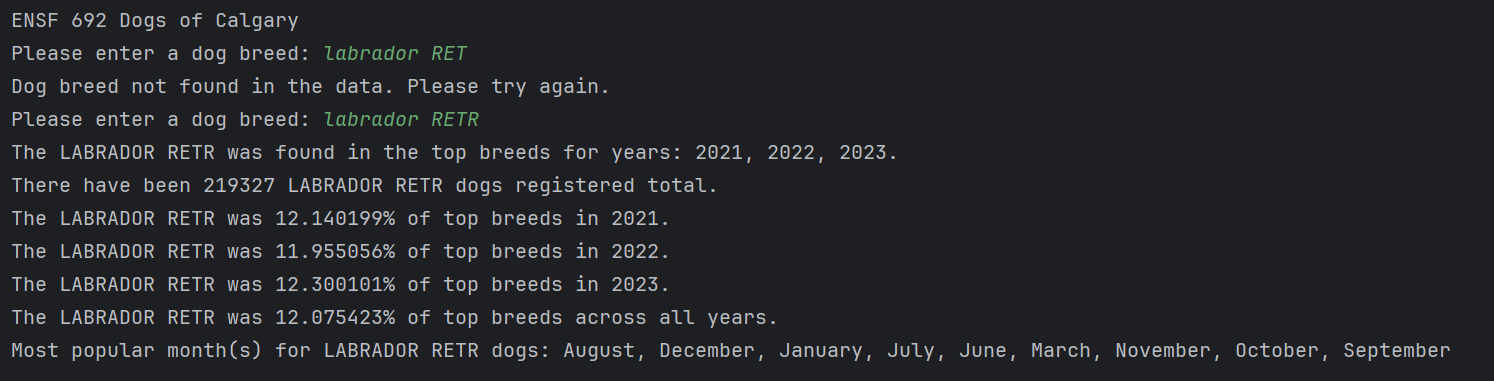 ENSF 692 Dogs of Calgary
Please enter a dog breed: labrador RET
Dog breed not found in the data. Please try again.
Please enter a dog breed: labrador RETR
The LABRADOR RETR was found in the top breeds for years: 2021, 2022, 2023.
There have been 219327 LABRADOR RETR dogs registered total.
The LABRADOR RETR was 12.140199% of top breeds in 2021.
The LABRADOR RETR was 11.955056% of top breeds in 2022.
The LABRADOR RETR was 12.300101% of top breeds in 2023.
The LABRADOR RETR was 12.075423% of top breeds across all years.
Most popular month(s) for LABRADOR RETR dogs: August, December, January, July, June, March, November, October, September